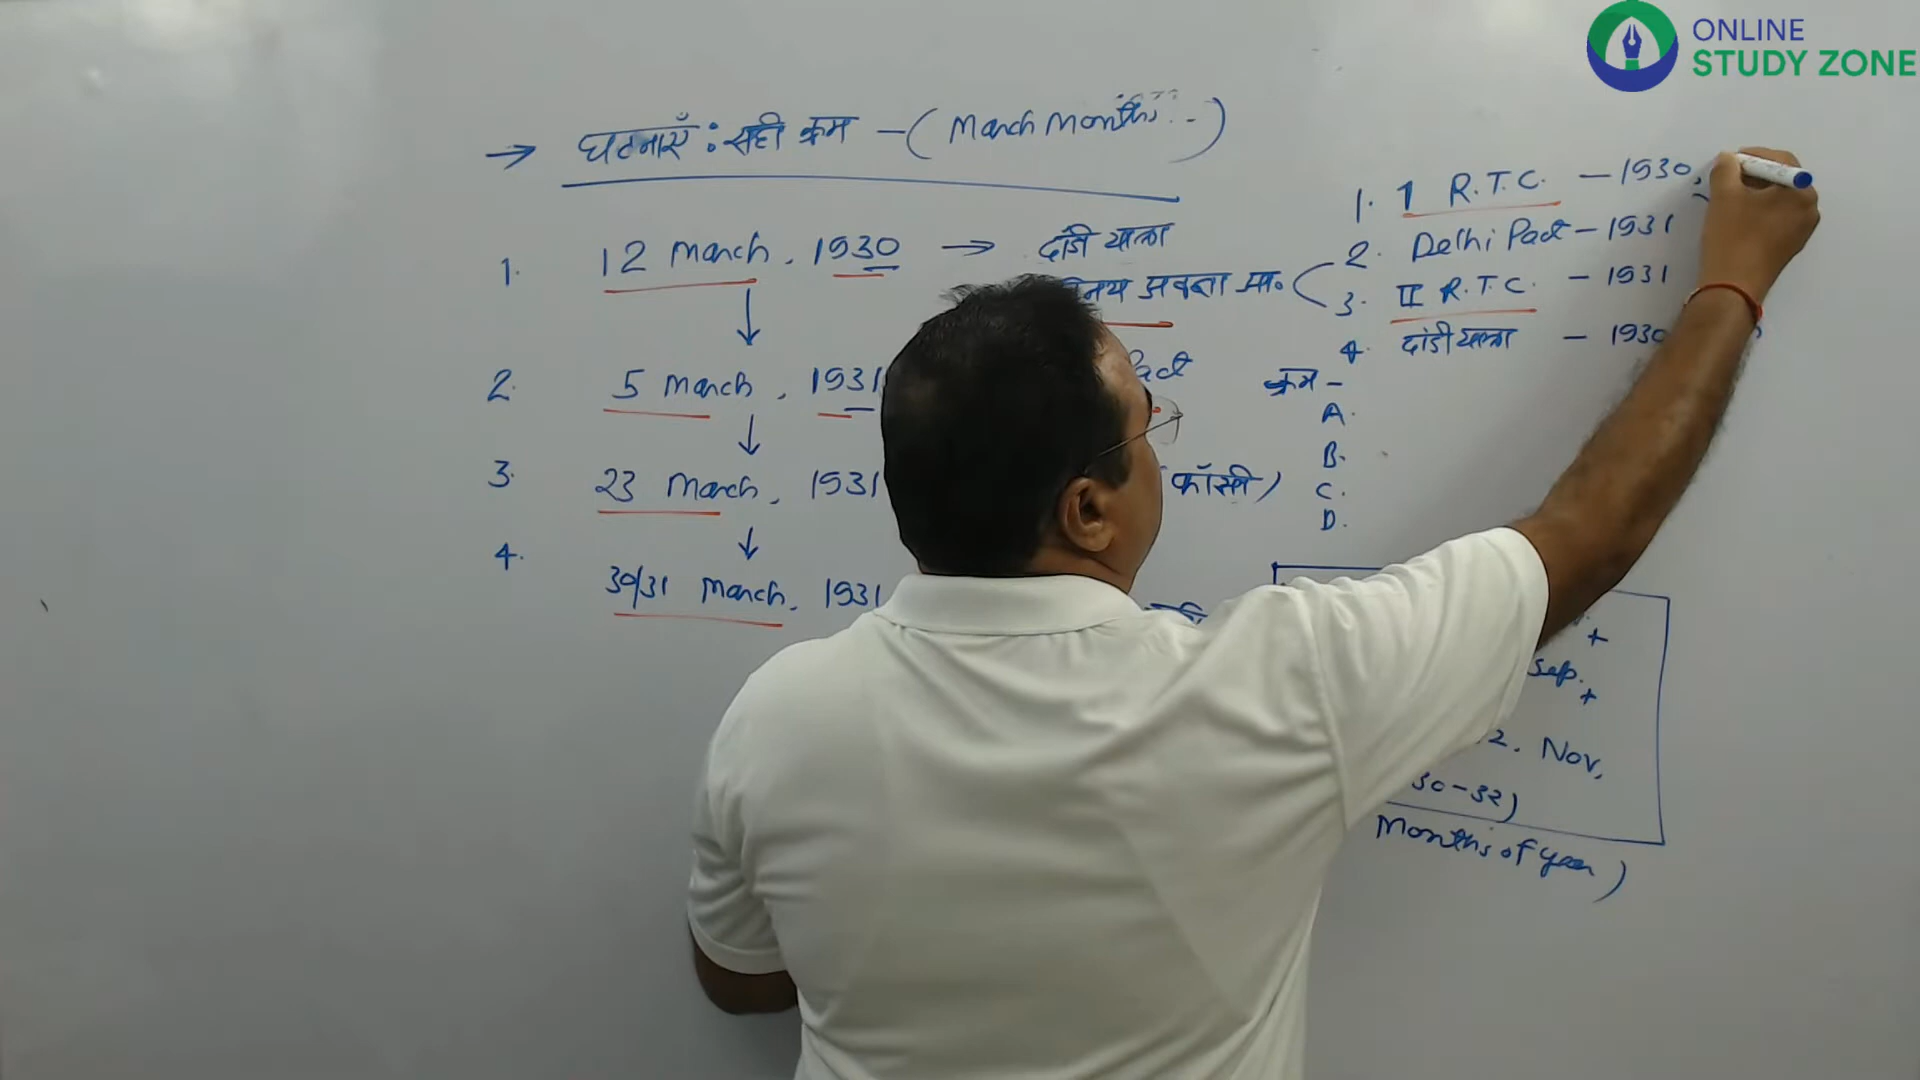 ONLINE
STUDY ZONE
→ घटनाएँ : सही क्रम - (March Months
1. 12 March, 1930 → दांडी यात्रा
अवज्ञा आ०
2. 5 March, 1931 Pact
3. 23 March, 1931 फाँसी)
4. 30/31 March, 1931
1. I R.T.C. - 1930,
2. Delhi Pact - 1931
3. II R.T.C. - 1931
4. दांडी यात्रा - 1930
क्रम -
A.
B.
C.
D.
+
Sep.
+
2. Nov,
30-32)
Months of year)